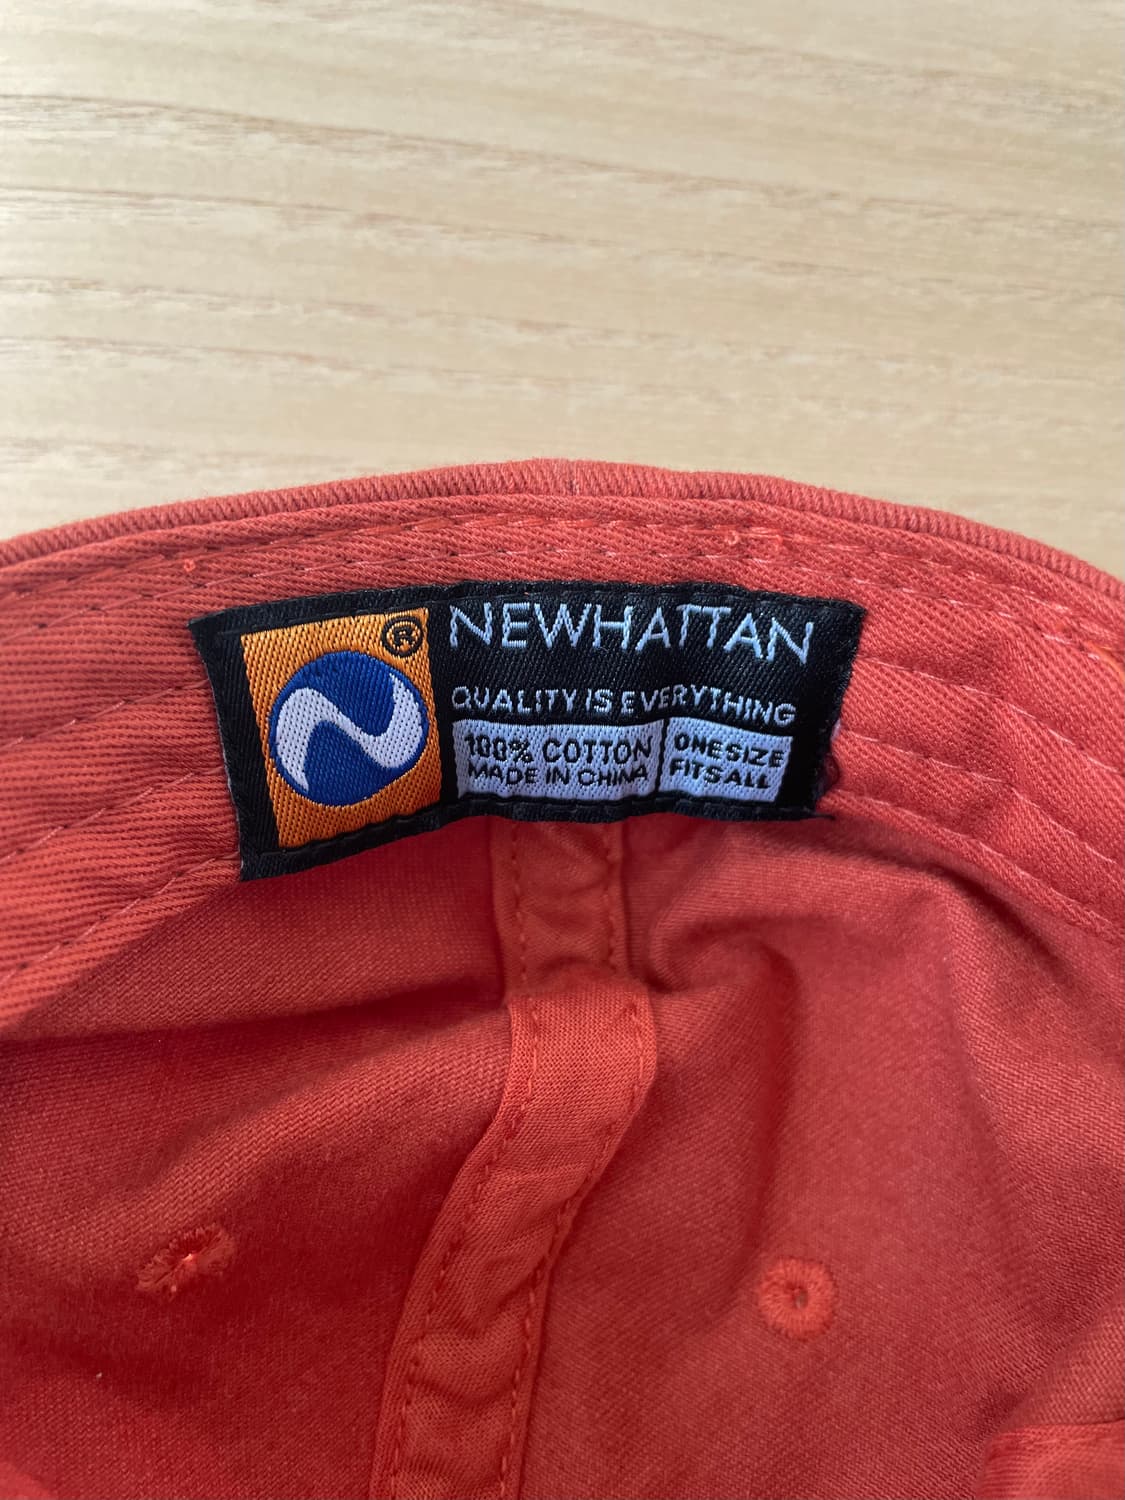 ®
NEWHATTAN
QUALITY IS EVERYTHING
100% COTTON
MADE IN CHINA
ONE SIZE
FITS ALL